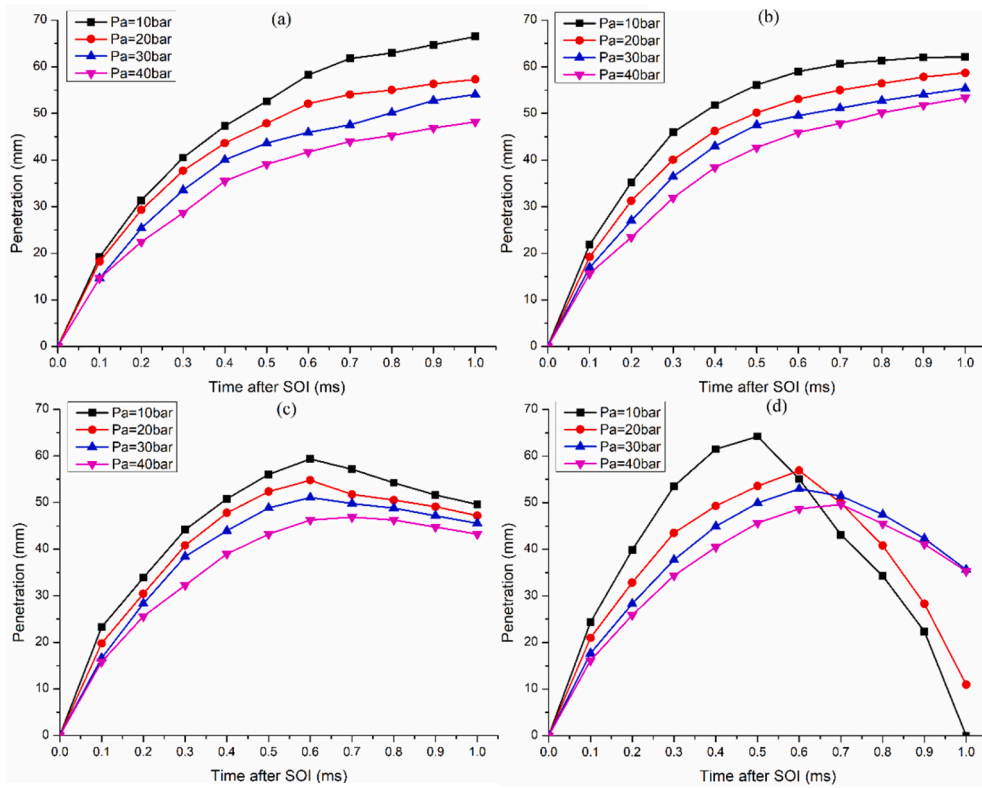 (a)
Pa=10bar
Pa=20bar
Pa=30bar
Pa=40bar
70
60
50
40
30
20
10
0
Penetration (mm)
0.0 0.1 0.2 0.3 0.4 0.5 0.6 0.7 0.8 0.9 1.0
Time after SOI (ms)
(b)
Pa=10bar
Pa=20bar
Pa=30bar
Pa=40bar
70
60
50
40
30
20
10
0
Penetration (mm)
0.0 0.1 0.2 0.3 0.4 0.5 0.6 0.7 0.8 0.9 1.0
Time after SOI (ms)
(c)
Pa=10bar
Pa=20bar
Pa=30bar
Pa=40bar
70
60
50
40
30
20
10
0
Penetration (mm)
0.0 0.1 0.2 0.3 0.4 0.5 0.6 0.7 0.8 0.9 1.0
Time after SOI (ms)
(d)
Pa=10bar
Pa=20bar
Pa=30bar
Pa=40bar
70
60
50
40
30
20
10
0
Penetration (mm)
0.0 0.1 0.2 0.3 0.4 0.5 0.6 0.7 0.8 0.9 1.0
Time after SOI (ms)